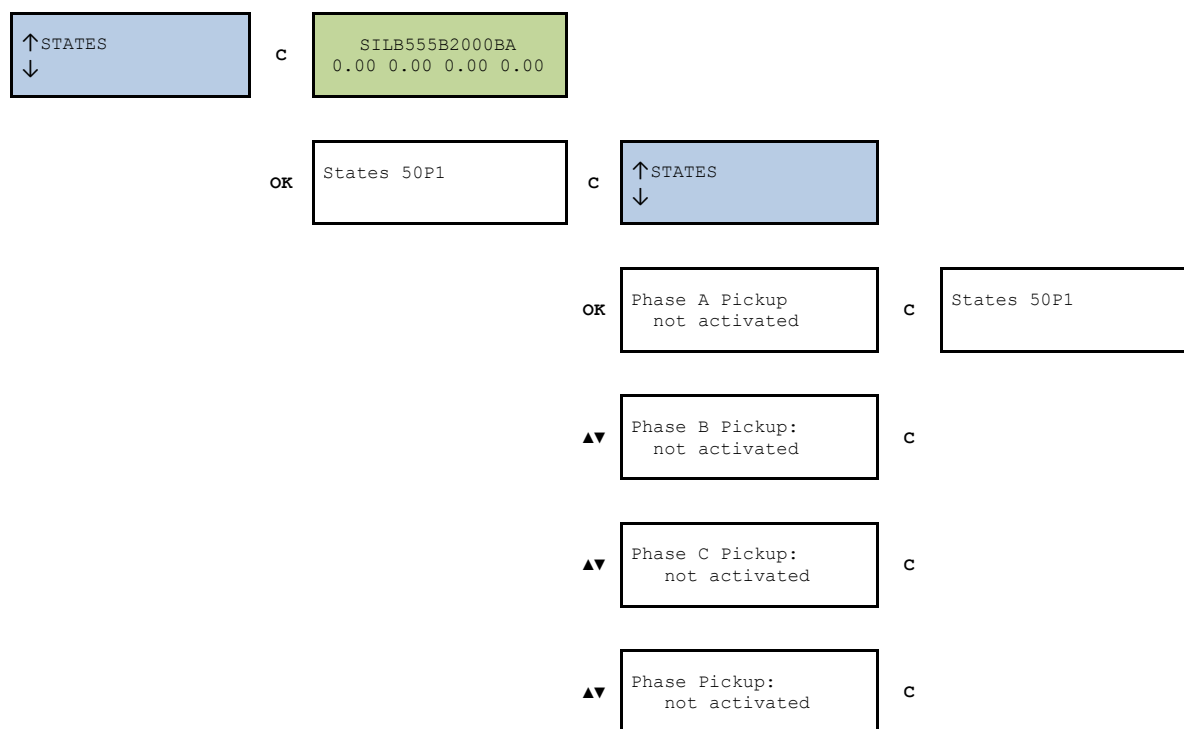 ↑STATES
↓
C
SILB555B2000BA
0.00 0.00 0.00 0.00
OK
States 50P1
C
↑STATES
↓
OK
Phase A Pickup
not activated
C
States 50P1
▲▼
Phase B Pickup:
not activated
C
▲▼
Phase C Pickup:
not activated
C
▲▼
Phase Pickup:
not activated
C